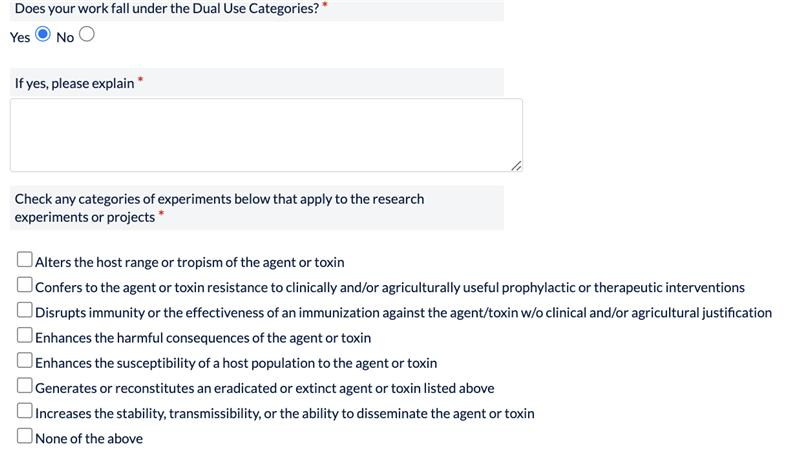 Does your work fall under the Dual Use Categories? *
Yes No
If yes, please explain *
Check any categories of experiments below that apply to the research
experiments or projects *
Alters the host range or tropism of the agent or toxin
Confers to the agent or toxin resistance to clinically and/or agriculturally useful prophylactic or therapeutic interventions
Disrupts immunity or the effectiveness of an immunization against the agent/toxin w/o clinical and/or agricultural justification
Enhances the harmful consequences of the agent or toxin
Enhances the susceptibility of a host population to the agent or toxin
Generates or reconstitutes an eradicated or extinct agent or toxin listed above
Increases the stability, transmissibility, or the ability to disseminate the agent or toxin
None of the above